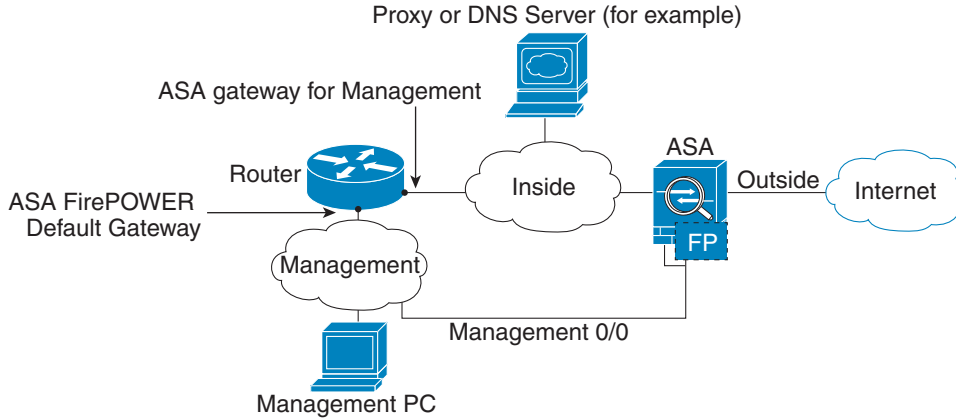 Proxy or DNS Server (for example)
ASA gateway for Management
ASA
Router
Inside
Outside
Internet
ASA FirePOWER
Default Gateway
FP
Management
Management 0/0
Management PC